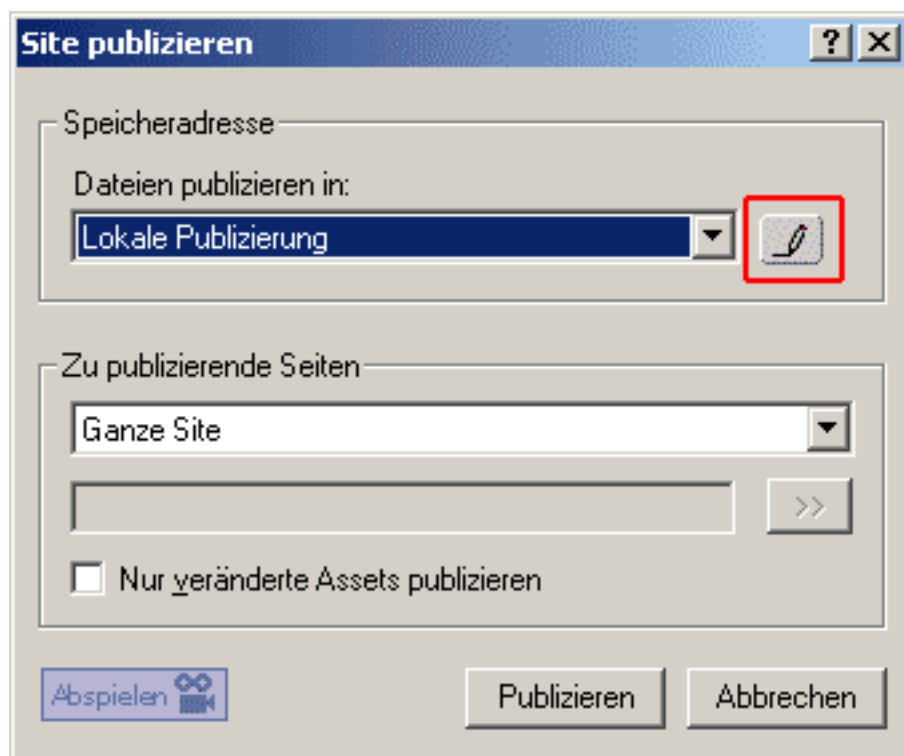 Site publizieren
Speicheradresse
Dateien publizieren in:
Lokale Publizierung
Zu publizierende Seiten
Ganze Site
>>
Nur veränderte Assets publizieren
Abspielen
Publizieren
Abbrechen